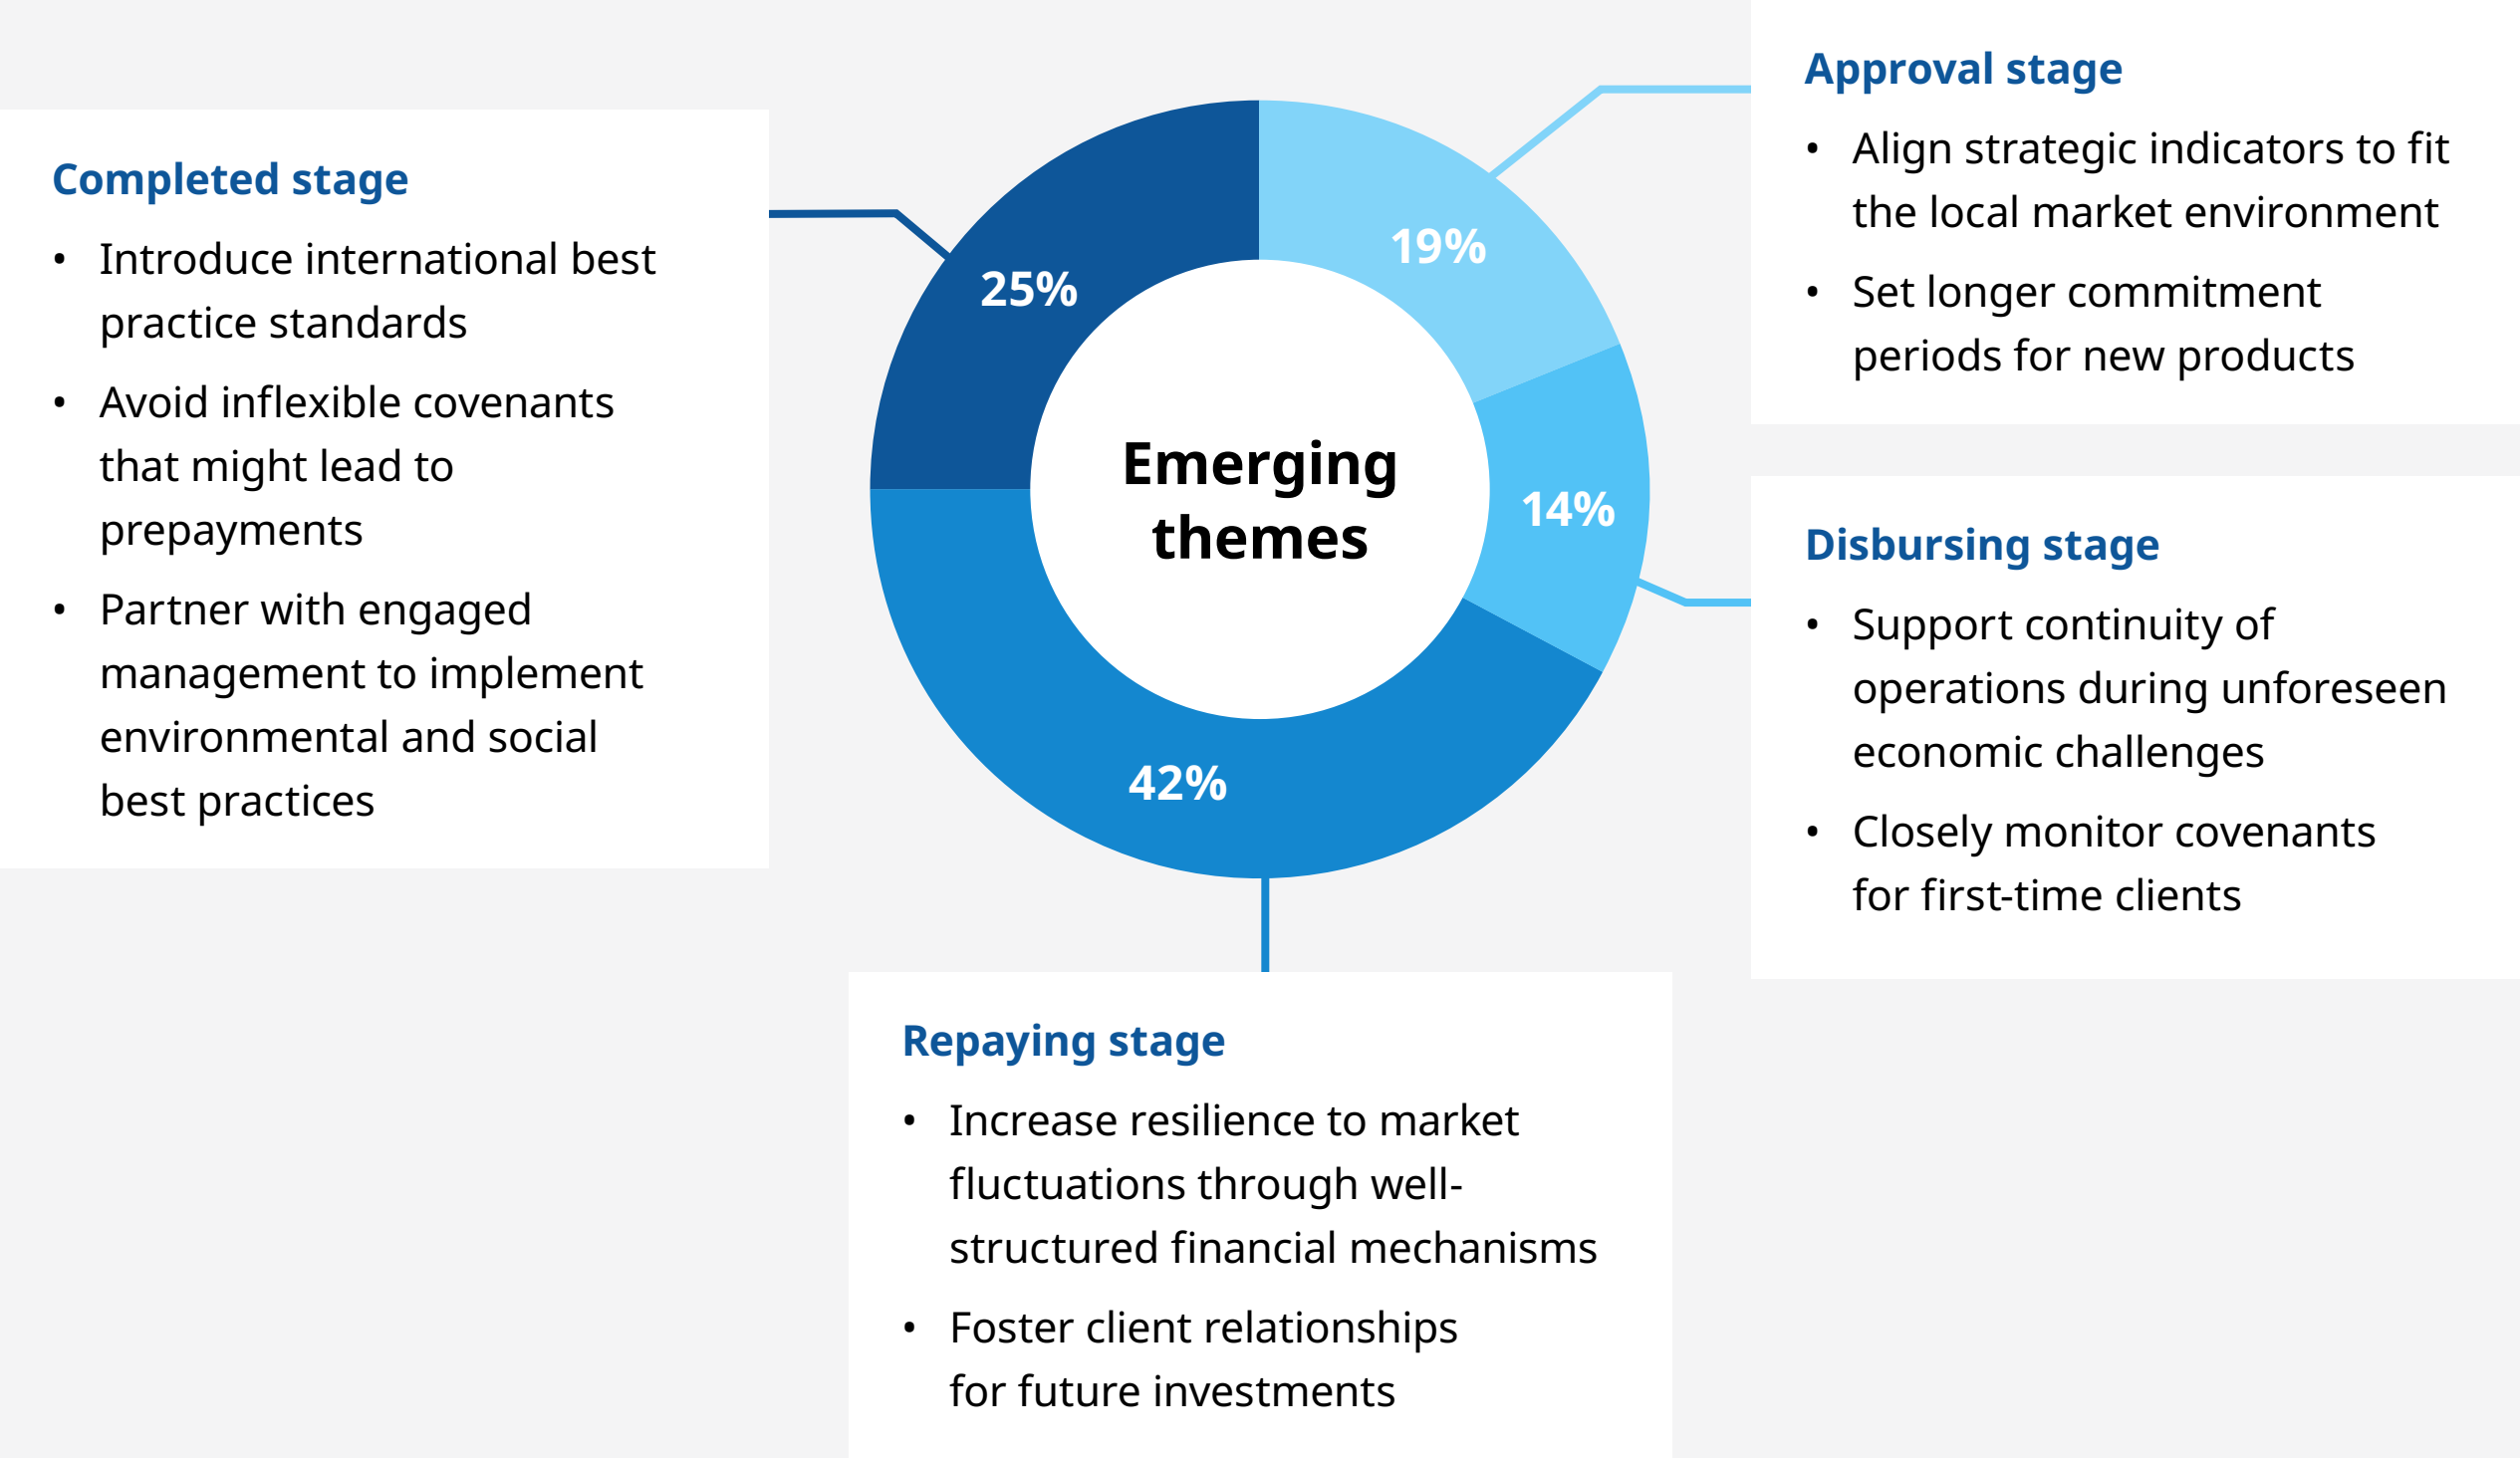 Approval stage
• Align strategic indicators to fit
the local market environment
• Set longer commitment
periods for new products
Completed stage
• Introduce international best
practice standards
• Avoid inflexible covenants
that might lead to
prepayments
• Partner with engaged
management to implement
environmental and social
best practices
25%
19%
14%
42%
Emerging
themes
Disbursing stage
• Support continuity of
operations during unforeseen
economic challenges
• Closely monitor covenants
for first-time clients
Repaying stage
• Increase resilience to market
fluctuations through well-
structured financial mechanisms
• Foster client relationships
for future investments